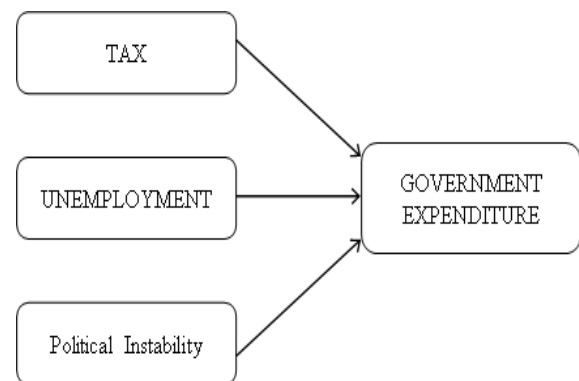 TAX
UNEMPLOYMENT
GOVERNMENT
EXPENDITURE
Political Instability